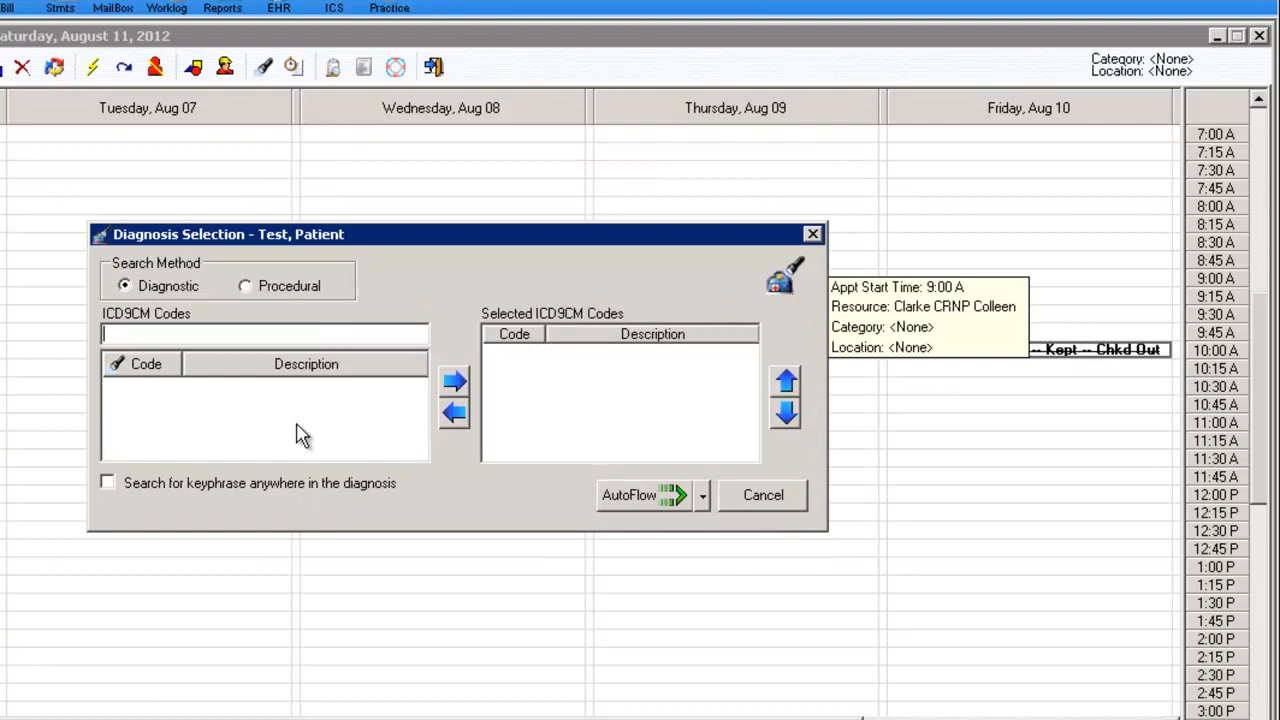 Bill Stmts MailBox Worklog Reports EHR ICS Practice
aturday, August 11, 2012
Category: <None>
Location: <None>
Tuesday, Aug 07 Wednesday, Aug 08 Thursday, Aug 09 Friday, Aug 10
7:00 A
7:15 A
7:30 A
7:45 A
8:00 A
8:15 A
8:30 A
8:45 A
9:00 A
9:15 A
9:30 A
9:45 A
10:00 A
10:15 A
10:30 A
10:45 A
11:00 A
11:15 A
11:30 A
11:45 A
12:00 P
12:15 P
12:30 P
12:45 P
1:00 P
1:15 P
1:30 P
1:45 P
2:00 P
2:15 P
2:30 P
2:45 P
3:00 P
Diagnosis Selection - Test, Patient
Search Method
Diagnostic Procedural
ICD9CM Codes
Code Description
Search for keyphrase anywhere in the diagnosis
Selected ICD9CM Codes
Code Description
AutoFlow Cancel
Appt Start Time: 9:00 A
Resource: Clarke CRNP Colleen
Category: <None>
Location: <None>
-- Kept -- Chkd Out